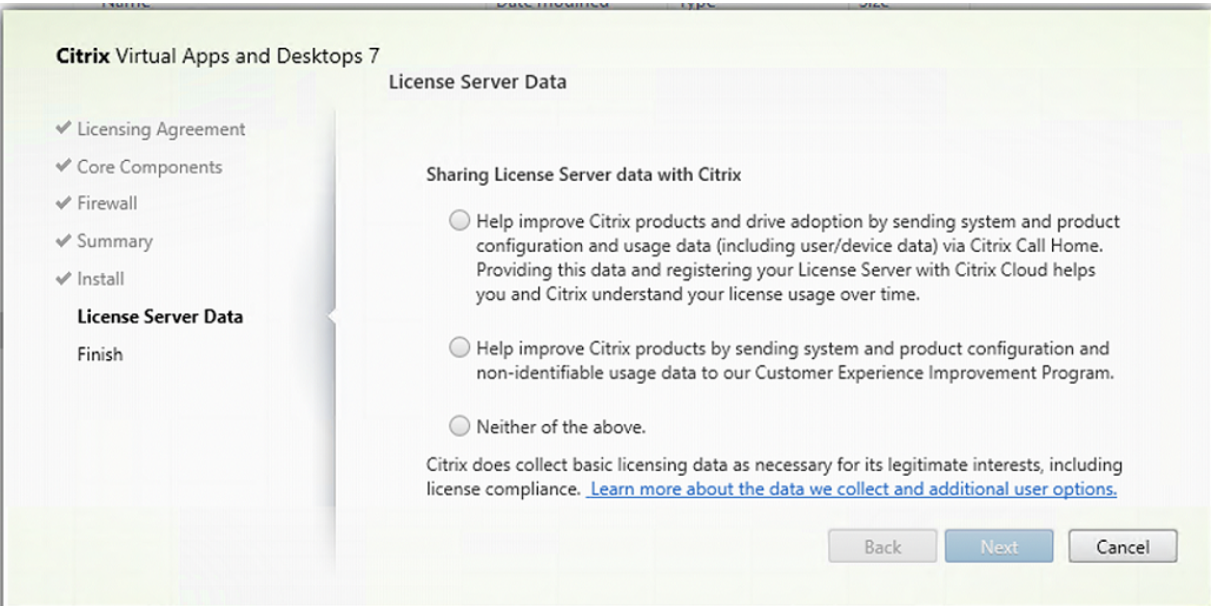 Name Date modified Type Size
Citrix Virtual Apps and Desktops 7
License Server Data
Licensing Agreement
Core Components
Firewall
Summary
Install
License Server Data
Finish
Sharing License Server data with Citrix
Help improve Citrix products and drive adoption by sending system and product
configuration and usage data (including user/device data) via Citrix Call Home.
Providing this data and registering your License Server with Citrix Cloud helps
you and Citrix understand your license usage over time.
Help improve Citrix products by sending system and product configuration and
non-identifiable usage data to our Customer Experience Improvement Program.
Neither of the above.
Citrix does collect basic licensing data as necessary for its legitimate interests, including
license compliance. Learn more about the data we collect and additional user options.
Back Next Cancel